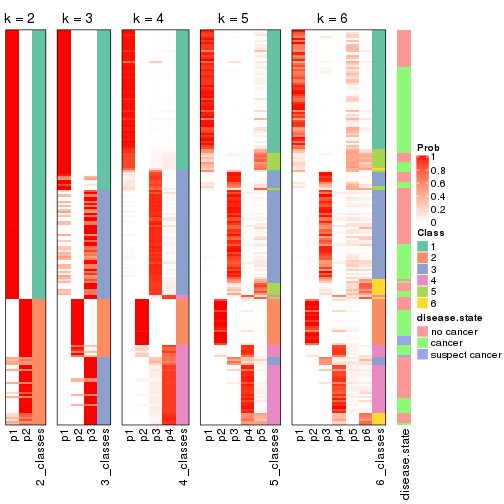 k = 2 k = 3 k = 4 k = 5 k = 6
Prob
1
0.8
0.6
0.4
0.2
0
Class
1
2
3
4
5
6
disease.state
no cancer
cancer
suspect cancer
p1 p2 2_classes p1 p2 p3 3_classes p1 p2 p3 p4 4_classes p1 p2 p3 p4 p5 5_classes p1 p2 p3 p4 p5 p6 6_classes disease.state